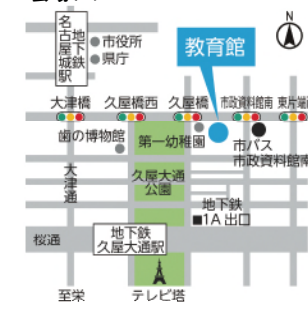 地下鉄
名古屋城駅
市役所
県庁
教育館
N
大津橋
久屋橋西
久屋橋
市政資料館南
東片端
歯の博物館
第一幼稚園
市バス
市政資料館南
大津通
久屋大通
公園
地下鉄
■1A 出口
桜通
地下鉄
久屋大通駅
至栄
テレビ塔